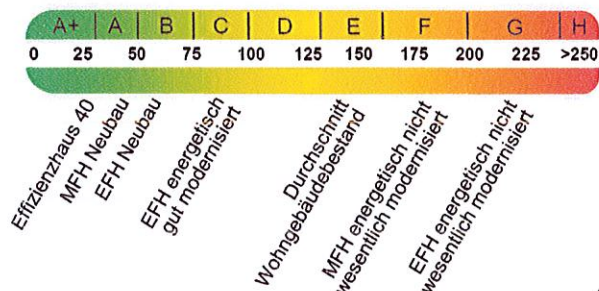 A+ A B C D E F G H
0 25 50 75 100 125 150 175 200 225 >250
Effizienzhaus 40
MFH Neubau
EFH Neubau
EFH energetisch
gut modernisiert
Durchschnitt
Wohngebäudebestand
MFH energetisch nicht
wesentlich modernisiert
EFH energetisch nicht
wesentlich modernisiert